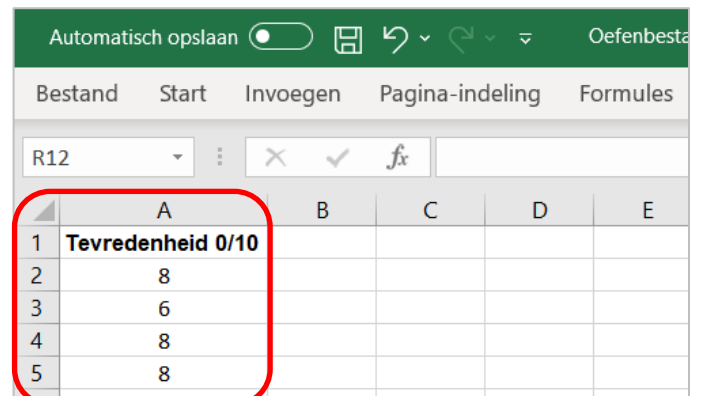 Automatisch opslaan Oefenbesta
Bestand Start Invoegen Pagina-indeling Formules
R12 fx
A B C D E
1 Tevredenheid 0/10
2 8
3 6
4 8
5 8